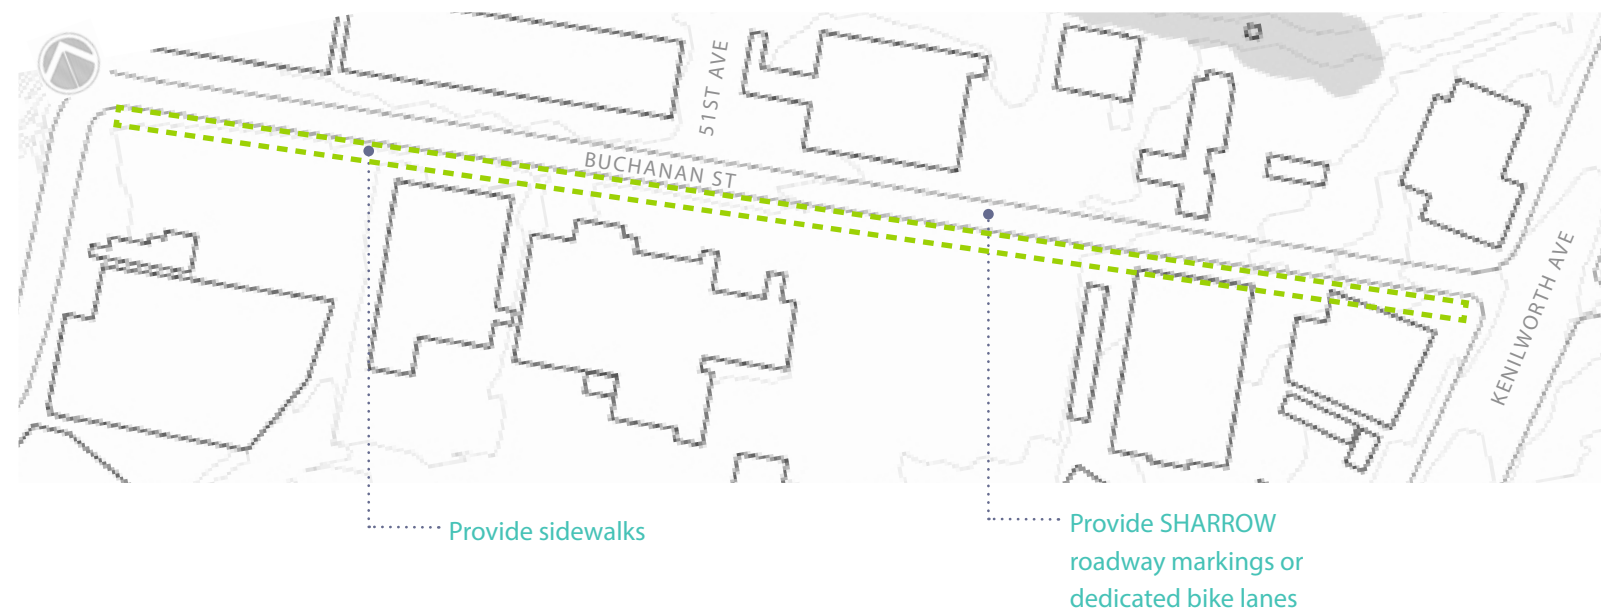 51ST AVE
BUCHANAN ST
KENILWORTH AVE
Provide sidewalks
Provide SHARROW
roadway markings or
dedicated bike lanes